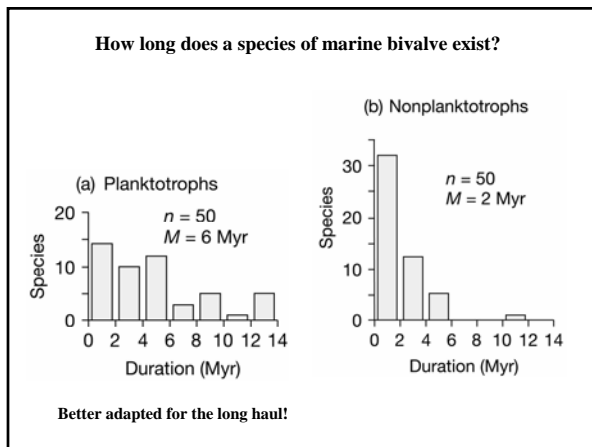 How long does a species of marine bivalve exist?
(a) Planktotrophs
n = 50
M = 6 Myr
Species
20
10
0
0 2 4 6 8 10 12 14
Duration (Myr)
(b) Nonplanktotrophs
n = 50
M = 2 Myr
Species
30
20
10
0
0 2 4 6 8 10 12 14
Duration (Myr)
Better adapted for the long haul!